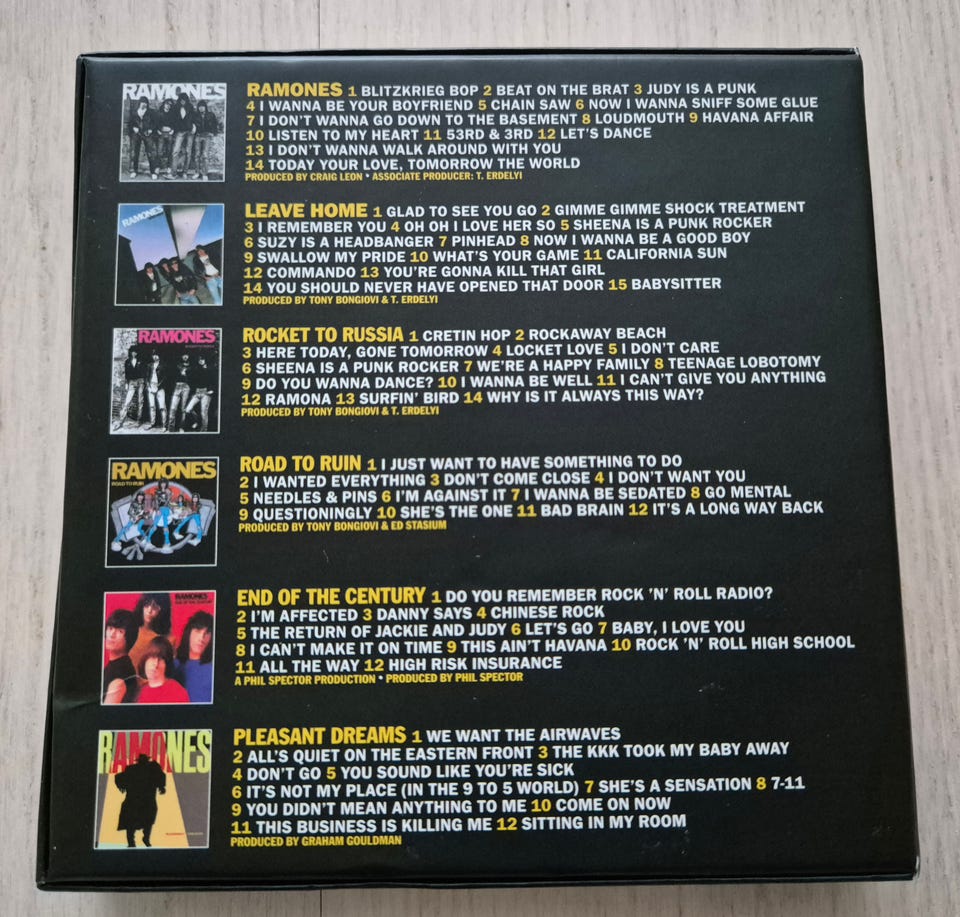 RAMONES
RAMONES 1 BLITZKRIEG BOP 2 BEAT ON THE BRAT 3 JUDY IS A PUNK
4 I WANNA BE YOUR BOYFRIEND 5 CHAIN SAW 6 NOW I WANNA SNIFF SOME GLUE
7 I DON'T WANNA GO DOWN TO THE BASEMENT 8 LOUDMOUTH 9 HAVANA AFFAIR
10 LISTEN TO MY HEART 11 53RD & 3RD 12 LET'S DANCE
13 I DON'T WANNA WALK AROUND WITH YOU
14 TODAY YOUR LOVE, TOMORROW THE WORLD
PRODUCED BY CRAIG LEON • ASSOCIATE PRODUCER: T. ERDELYI
RAMONES
LEAVE HOME 1 GLAD TO SEE YOU GO 2 GIMME GIMME SHOCK TREATMENT
3 I REMEMBER YOU 4 OH OH I LOVE HER SO 5 SHEENA IS A PUNK ROCKER
6 SUZY IS A HEADBANGER 7 PINHEAD 8 NOW I WANNA BE A GOOD BOY
9 SWALLOW MY PRIDE 10 WHAT'S YOUR GAME 11 CALIFORNIA SUN
12 COMMANDO 13 YOU'RE GONNA KILL THAT GIRL
14 YOU SHOULD NEVER HAVE OPENED THAT DOOR 15 BABYSITTER
PRODUCED BY TONY BONGIOVI & T. ERDELYI
RAMONES
ROCKET TO RUSSIA 1 CRETIN HOP 2 ROCKAWAY BEACH
3 HERE TODAY, GONE TOMORROW 4 LOCKET LOVE 5 I DON'T CARE
6 SHEENA IS A PUNK ROCKER 7 WE'RE A HAPPY FAMILY 8 TEENAGE LOBOTOMY
9 DO YOU WANNA DANCE? 10 I WANNA BE WELL 11 I CAN'T GIVE YOU ANYTHING
12 RAMONA 13 SURFIN' BIRD 14 WHY IS IT ALWAYS THIS WAY?
PRODUCED BY TONY BONGIOVI & T. ERDELYI
RAMONES
ROAD TO RUIN
ROAD TO RUIN 1 I JUST WANT TO HAVE SOMETHING TO DO
2 I WANTED EVERYTHING 3 DON'T COME CLOSE 4 I DON'T WANT YOU
5 NEEDLES & PINS 6 I'M AGAINST IT 7 I WANNA BE SEDATED 8 GO MENTAL
9 QUESTIONINGLY 10 SHE'S THE ONE 11 BAD BRAIN 12 IT'S A LONG WAY BACK
PRODUCED BY TONY BONGIOVI & ED STASIUM
RAMONES
END OF THE CENTURY
END OF THE CENTURY 1 DO YOU REMEMBER ROCK 'N' ROLL RADIO?
2 I'M AFFECTED 3 DANNY SAYS 4 CHINESE ROCK
5 THE RETURN OF JACKIE AND JUDY 6 LET'S GO 7 BABY, I LOVE YOU
8 I CAN'T MAKE IT ON TIME 9 THIS AIN'T HAVANA 10 ROCK 'N' ROLL HIGH SCHOOL
11 ALL THE WAY 12 HIGH RISK INSURANCE
A PHIL SPECTOR PRODUCTION • PRODUCED BY PHIL SPECTOR
RAMONES
PLEASANT DREAMS 1 WE WANT THE AIRWAVES
2 ALL'S QUIET ON THE EASTERN FRONT 3 THE KKK TOOK MY BABY AWAY
4 DON'T GO 5 YOU SOUND LIKE YOU'RE SICK
6 IT'S NOT MY PLACE (IN THE 9 TO 5 WORLD) 7 SHE'S A SENSATION 8 7-11
9 YOU DIDN'T MEAN ANYTHING TO ME 10 COME ON NOW
11 THIS BUSINESS IS KILLING ME 12 SITTING IN MY ROOM
PRODUCED BY GRAHAM GOULDMAN